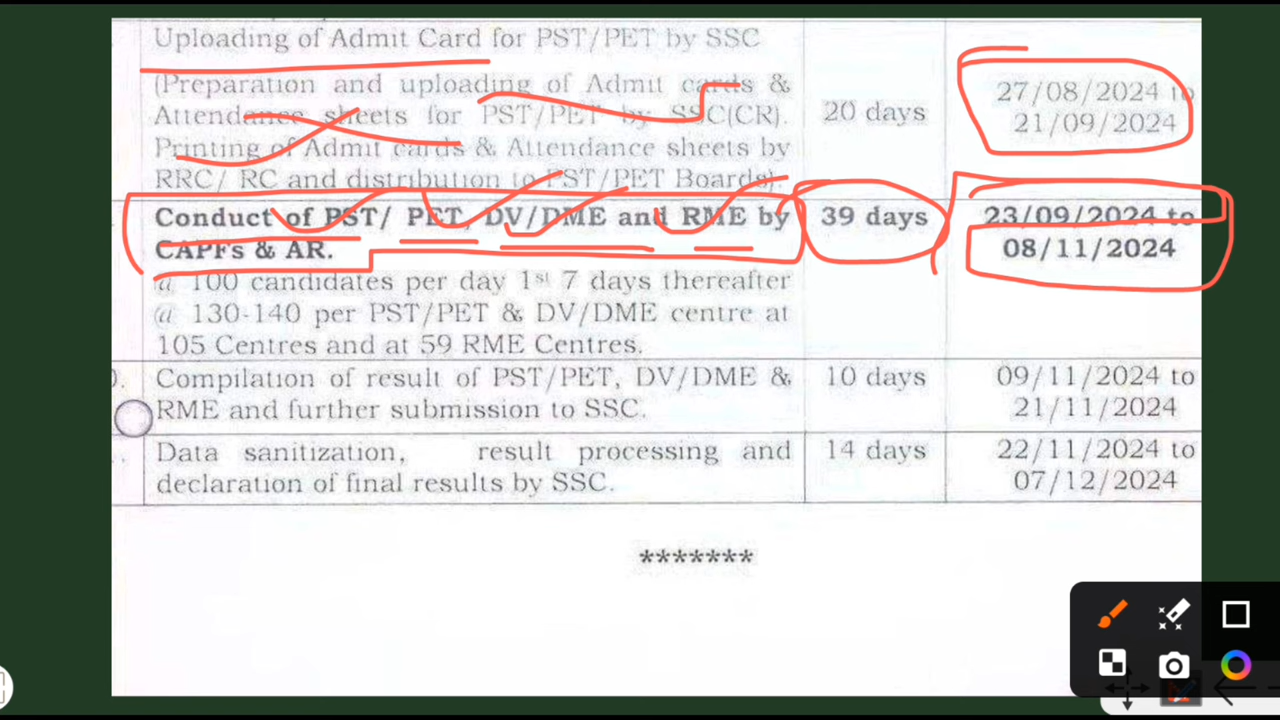 Uploading of Admit Card for PST/PET by SSC
(Preparation and uploading of Admit cards &
Attendance sheets for PST/PET by SSC(CR).
Printing of Admit cards & Attendance sheets by
RRC/ RC and distribution to PST/PET Boards).
20 days
27/08/2024 to
21/09/2024
Conduct of PST/ PET, DV/DME and RME by
CAPFs & AR.
@ 100 candidates per day 1st 7 days thereafter
@ 130-140 per PST/PET & DV/DME centre at
105 Centres and at 59 RME Centres.
39 days
23/09/2024 to
08/11/2024
Compilation of result of PST/PET, DV/DME &
RME and further submission to SSC.
10 days
09/11/2024 to
21/11/2024
Data sanitization, result processing and
declaration of final results by SSC.
14 days
22/11/2024 to
07/12/2024
*******